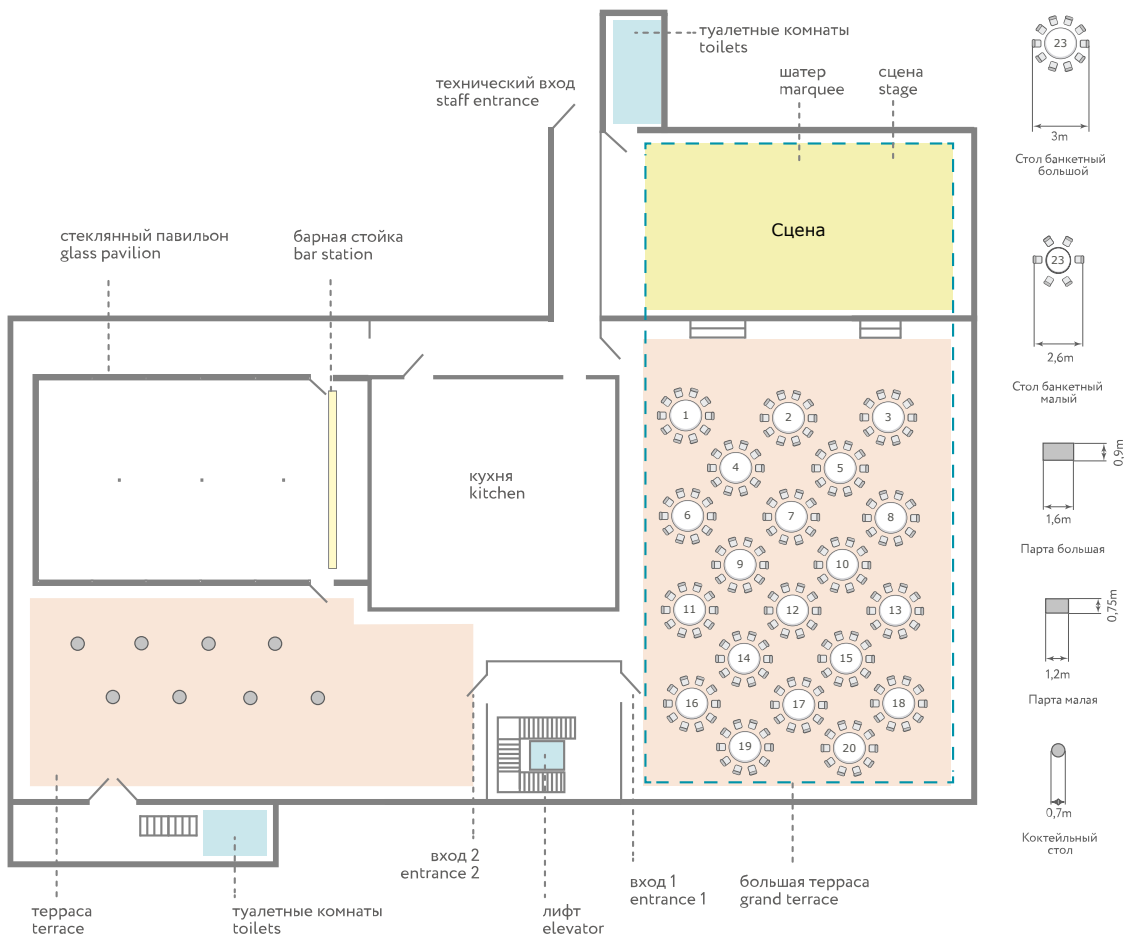 туалетные комнаты
toilets
технический вход
staff entrance
шатер
marquee
сцена
stage
Сцена
стеклянный павильон
glass pavilion
барная стойка
bar station
кухня
kitchen
1
2
3
4
5
6
7
8
9
10
11
12
13
14
15
16
17
18
19
20
вход 2
entrance 2
вход 1
entrance 1
большая терраса
grand terrace
терраса
terrace
туалетные комнаты
toilets
лифт
elevator
23
3m
Стол банкетный
большой
23
2,6m
Стол банкетный
малый
0,9m
1,6m
Парта большая
0,75m
1,2m
Парта малая
0,7m
Коктейльный
стол